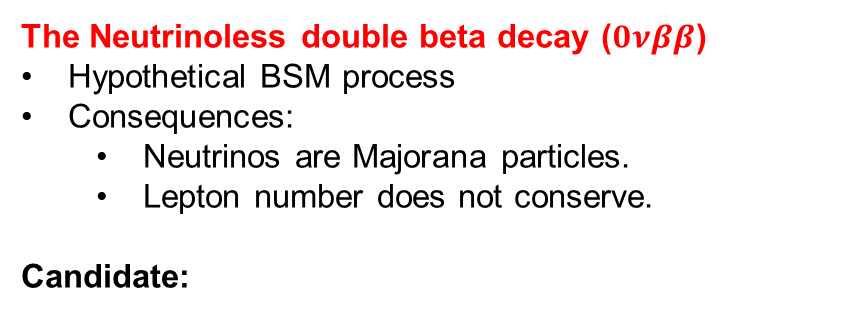 The Neutrinoless double beta decay (0νββ)
• Hypothetical BSM process
• Consequences:
• Neutrinos are Majorana particles.
• Lepton number does not conserve.
Candidate: